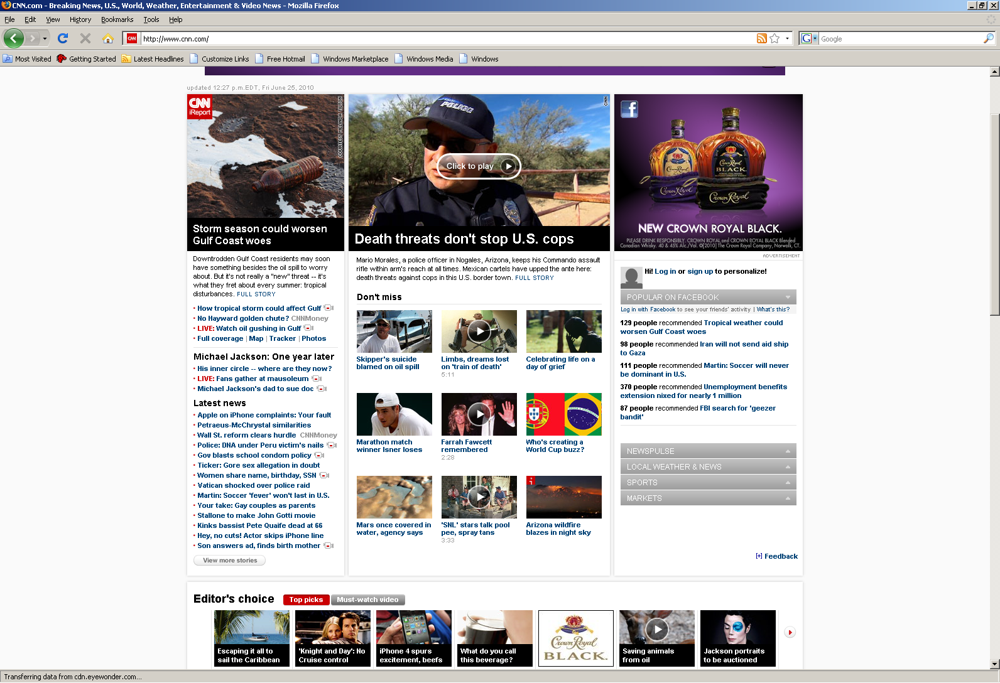 CNN.com - Breaking News, U.S., World, Weather, Entertainment & Video News - Mozilla Firefox
File Edit View History Bookmarks Tools Help
CNN http://www.cnn.com/
G Google
Most Visited Getting Started Latest Headlines Customize Links Free Hotmail Windows Marketplace Windows Media Windows
updated 12:27 p.m.EDT, Fri June 25, 2010
CNN
iReport
COURTESY MELINDA TILTON
Storm season could worsen
Gulf Coast woes
Downtrodden Gulf Coast residents may soon
have something besides the oil spill to worry
about. But it's not really a "new" threat -- it's
what they fret about every summer: tropical
disturbances. FULL STORY
• How tropical storm could affect Gulf
• No Hayward golden chute? CNNMoney
• LIVE: Watch oil gushing in Gulf
• Full coverage | Map | Tracker | Photos
Michael Jackson: One year later
• His inner circle -- where are they now?
• LIVE: Fans gather at mausoleum
• Michael Jackson's dad to sue doc
Latest news
• Apple on iPhone complaints: Your fault
• Petraeus-McChrystal similarities
• Wall St. reform clears hurdle CNNMoney
• Police: DNA under Peru victim's nails
• Gov blasts school condom policy
• Ticker: Gore sex allegation in doubt
• Women share name, birthday, SSN
• Vatican shocked over police raid
• Martin: Soccer 'fever' won't last in U.S.
• Your take: Gay couples as parents
• Stallone to make John Gotti movie
• Kinks bassist Pete Quaife dead at 66
• Hey, no cuts! Actor skips iPhone line
• Son answers ad, finds birth mother
View more stories
CNN
POLICE
Click to play
Death threats don't stop U.S. cops
Mario Morales, a police officer in Nogales, Arizona, keeps his Commando assault
rifle within arm's reach at all times. Mexican cartels have upped the ante here:
death threats against cops in this U.S. border town. FULL STORY
Don't miss
Skipper's suicide
blamed on oil spill
Limbs, dreams lost
on 'train of death'
5:11
Celebrating life on a
day of grief
Marathon match
winner Isner loses
Farrah Fawcett
remembered
2:28
Who's creating a
World Cup buzz?
Mars once covered in
water, agency says
'SNL' stars talk pool
pee, spray tans
3:33
Arizona wildfire
blazes in night sky
Crown Royal
Crown Royal
BLACK.
Crown Royal
Crown Royal
NEW CROWN ROYAL BLACK.
PLEASE DRINK RESPONSIBLY. CROWN ROYAL and CROWN ROYAL BLACK Blended
Canadian Whisky. 40 & 45% Alc./Vol. ©[2010] The Crown Royal Company, Norwalk, CT.
ADVERTISEMENT
Hi! Log in or sign up to personalize!
POPULAR ON FACEBOOK
Log in with Facebook to see your friends' activity | What's this?
129 people recommended Tropical weather could
worsen Gulf Coast woes
98 people recommended Iran will not send aid ship
to Gaza
111 people recommended Martin: Soccer will never
be dominant in U.S.
370 people recommended Unemployment benefits
extension nixed for nearly 1 million
87 people recommended FBI search for 'geezer
bandit'
NEWSPULSE
LOCAL WEATHER & NEWS
SPORTS
MARKETS
[+] Feedback
Editor's choice Top picks Must-watch video
Escaping it all to
sail the Caribbean
'Knight and Day': No
Cruise control
iPhone 4 spurs
excitement, beefs
What do you call
this beverage?
Crown Royal
BLACK.
Saving animals
from oil
Jackson portraits
to be auctioned
Transferring data from cdn.eyewonder.com...